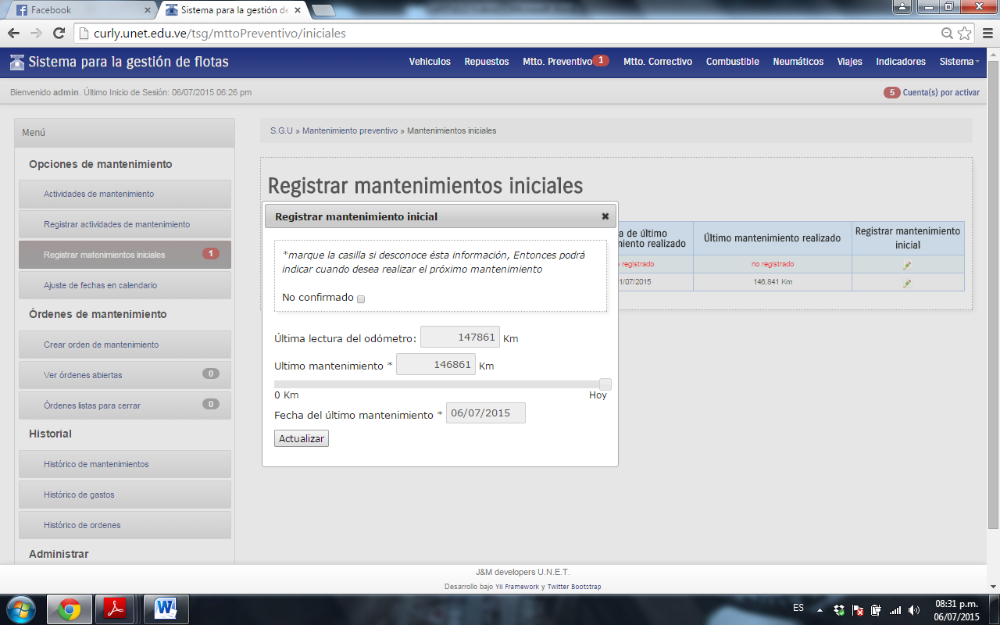 Facebook
Sistema para la gestión de
curly.unet.edu.ve/tsg/mttoPreventivo/iniciales
Sistema para la gestión de flotas
Vehiculos Repuestos Mtto. Preventivo 1 Mtto. Correctivo Combustible Neumáticos Viajes Indicadores Sistema
Bienvenido admin. Último Inicio de Sesión: 06/07/2015 06:26 pm
5 Cuenta(s) por activar
Menú
Opciones de mantenimiento
Actividades de mantenimiento
Registrar actividades de mantenimiento
Registrar matenimientos iniciales 1
Ajuste de fechas en calendario
Órdenes de mantenimiento
Crear orden de mantenimiento
Ver órdenes abiertas 0
Órdenes listas para cerrar 0
Historial
Histórico de mantenimientos
Histórico de gastos
Histórico de ordenes
Administrar
S.G.U » Mantenimiento preventivo » Mantenimientos iniciales
Registrar mantenimientos iniciales
a de último
miento realizado
Último mantenimiento realizado
Registrar mantenimiento
inicial
registrado
no registrado
1/07/2015
146,841 Km
Registrar mantenimiento inicial
*marque la casilla si desconoce ésta información, Entonces podrá
indicar cuando desea realizar el próximo mantenimiento
No confirmado
Última lectura del odómetro: 147861 Km
Ultimo mantenimiento * 146861 Km
0 Km Hoy
Fecha del último mantenimiento * 06/07/2015
Actualizar
J&M developers U.N.E.T.
Desarrollo bajo Yii Framework y Twitter Bootstrap
ES
08:31 p.m.
06/07/2015